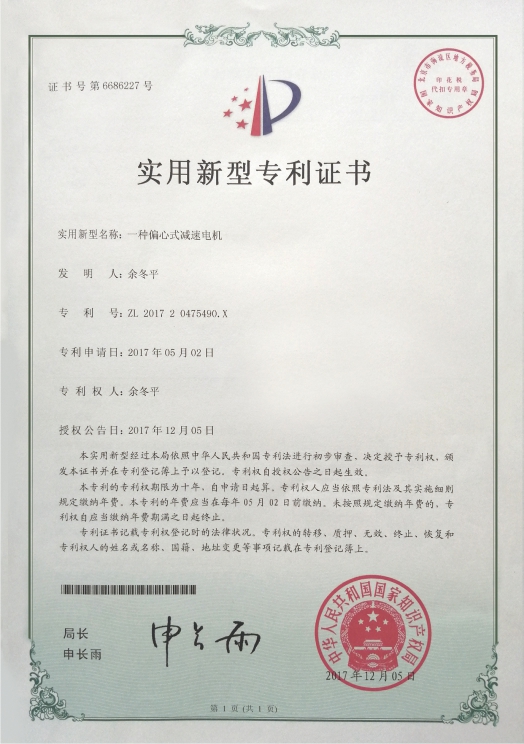 证书号第6686227号
国家知识产权局
印花税
代扣专用章
实用新型专利证书
实用新型名称：一种偏心式减速电机
发明人：余冬平
专利号：ZL 2017 2 0475490.X
专利申请日：2017年05月02日
专利权人：余冬平
授权公告日：2017年12月05日
本实用新型经过本局依照中华人民共和国专利法进行初步审查，决定授予专利权，颁
发本证书并在专利登记簿上予以登记，专利权自授权公告之日起生效。
本专利的专利权期限为十年，自申请日起算。专利权人应当依照专利法及其实施细则
规定缴纳年费。本专利的年费应当在每年05月02日前缴纳。未按照规定缴纳年费的，专
利权自应当缴纳年费期满之日起终止。
专利证书记载专利权登记时的法律状况。专利权的转移、质押、无效、终止、恢复和
专利权人的姓名或名称、国籍、地址变更等事项记载在专利登记簿上。
局长
申长雨
申长雨
中华人民共和国国家知识产权局
2017年12月05日
第1页(共1页)